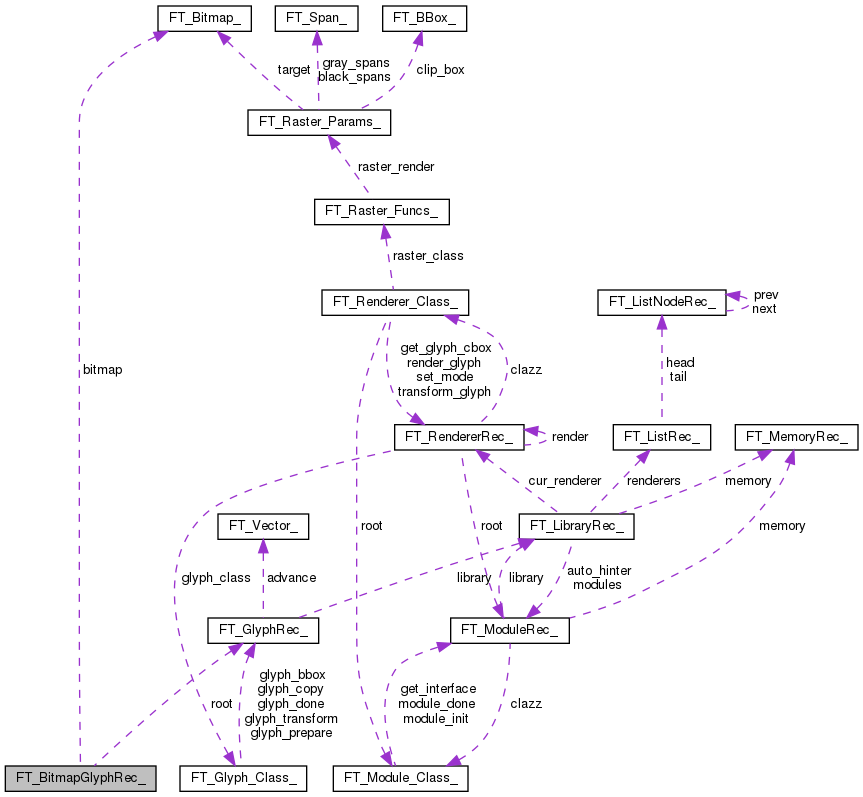 FT_Bitmap_
FT_Span_
FT_BBox_
target
gray_spans
black_spans
clip_box
FT_Raster_Params_
raster_render
FT_Raster_Funcs_
raster_class
FT_Renderer_Class_
FT_ListNodeRec_
prev
next
get_glyph_cbox
render_glyph
set_mode
transform_glyph
clazz
head
tail
bitmap
FT_RendererRec_
render
FT_ListRec_
FT_MemoryRec_
cur_renderer
renderers
memory
FT_Vector_
root
root
FT_LibraryRec_
memory
glyph_class
advance
library
library
auto_hinter
modules
FT_GlyphRec_
FT_ModuleRec_
root
glyph_bbox
glyph_copy
glyph_done
glyph_transform
glyph_prepare
get_interface
module_done
module_init
clazz
FT_BitmapGlyphRec_
FT_Glyph_Class_
FT_Module_Class_